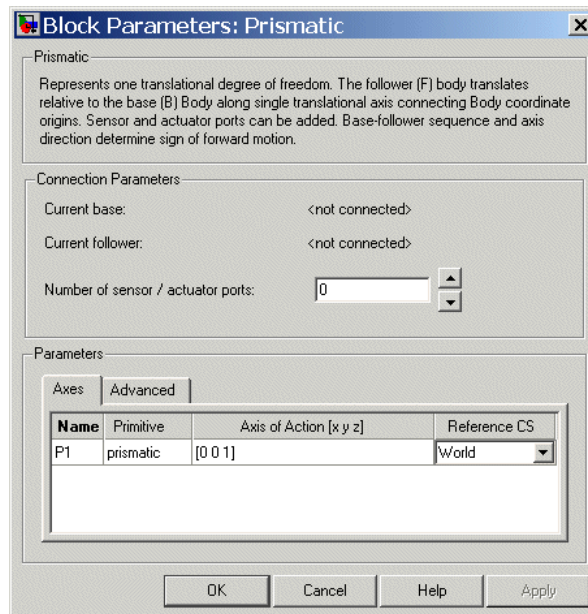 Block Parameters: Prismatic
Prismatic
Represents one translational degree of freedom. The follower (F) body translates
relative to the base (B) Body along single translational axis connecting Body coordinate
origins. Sensor and actuator ports can be added. Base-follower sequence and axis
direction determine sign of forward motion.
Connection Parameters
Current base: <not connected>
Current follower: <not connected>
Number of sensor / actuator ports: 0
Parameters
Axes Advanced
Name Primitive Axis of Action [x y z] Reference CS
P1 prismatic [0 0 1] World
OK Cancel Help Apply